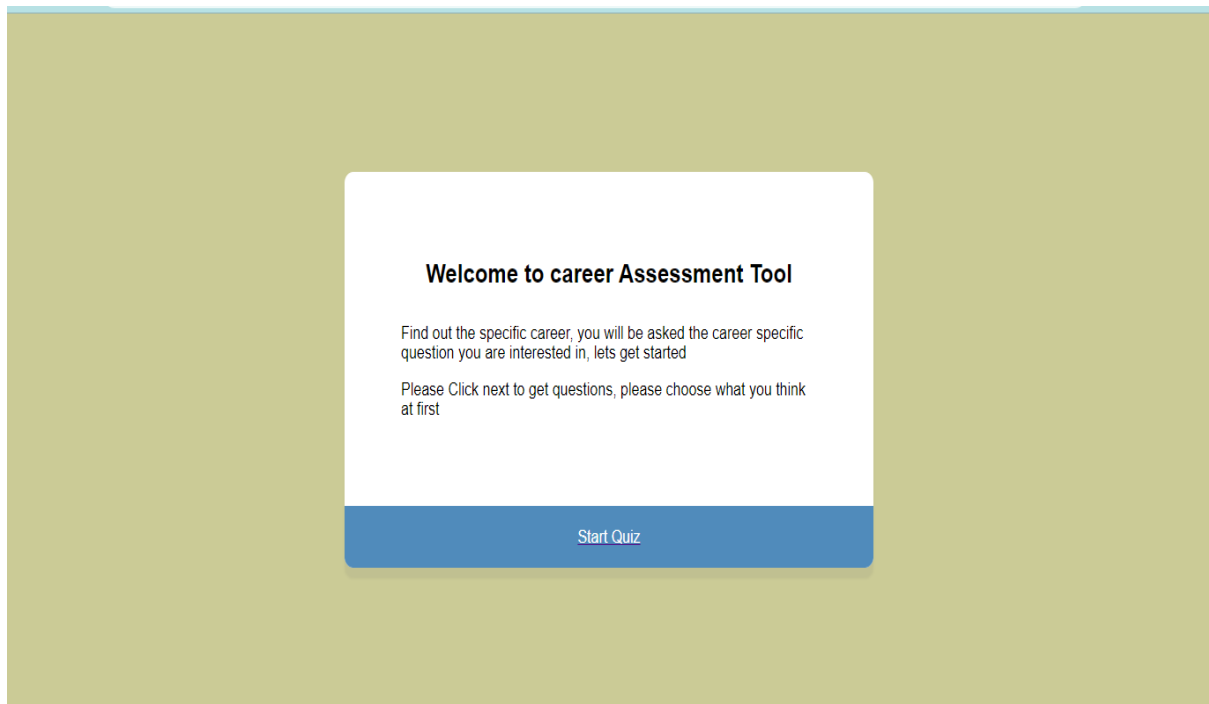 Welcome to career Assessment Tool
Find out the specific career, you will be asked the career specific
question you are interested in, lets get started
Please Click next to get questions, please choose what you think
at first
Start Quiz